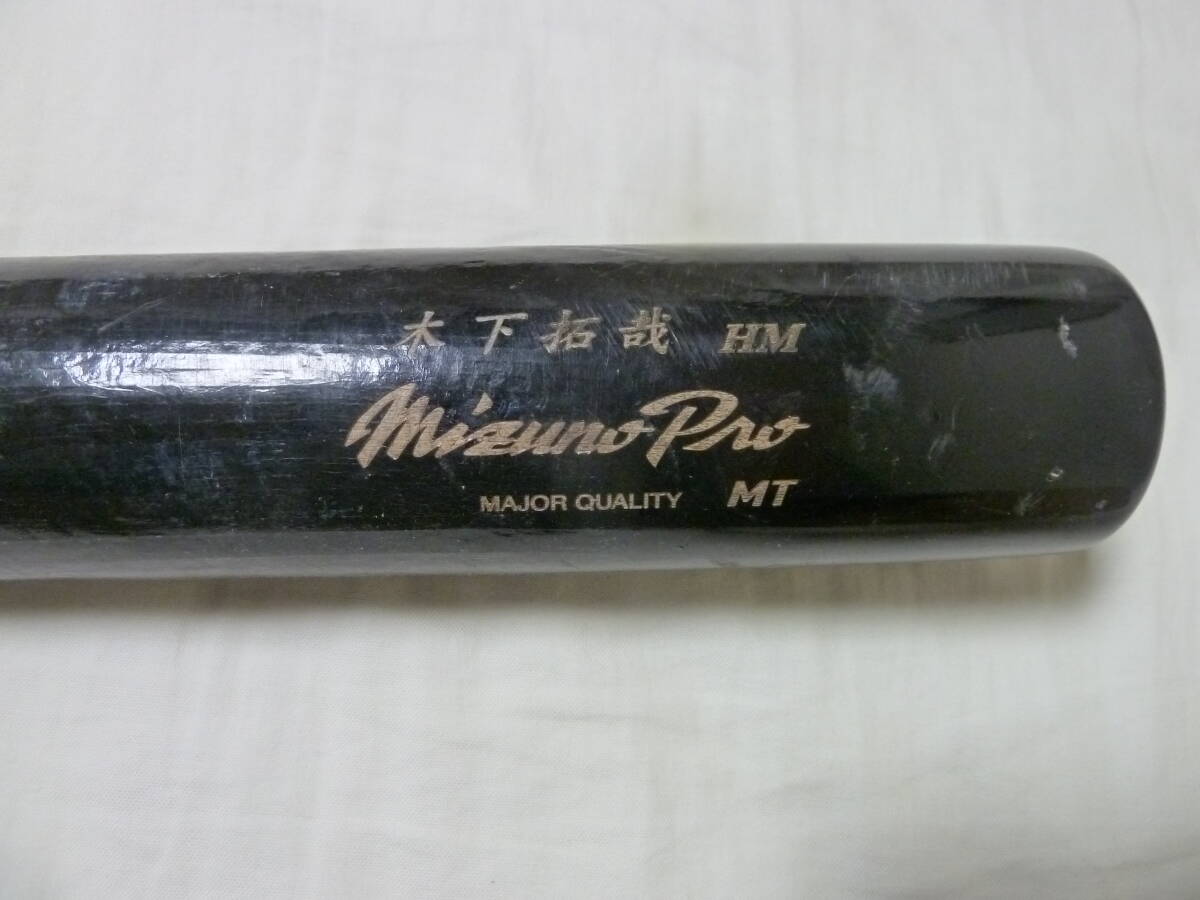 木下拓哉 HM
Mizuno Pro
MAJOR QUALITY MT